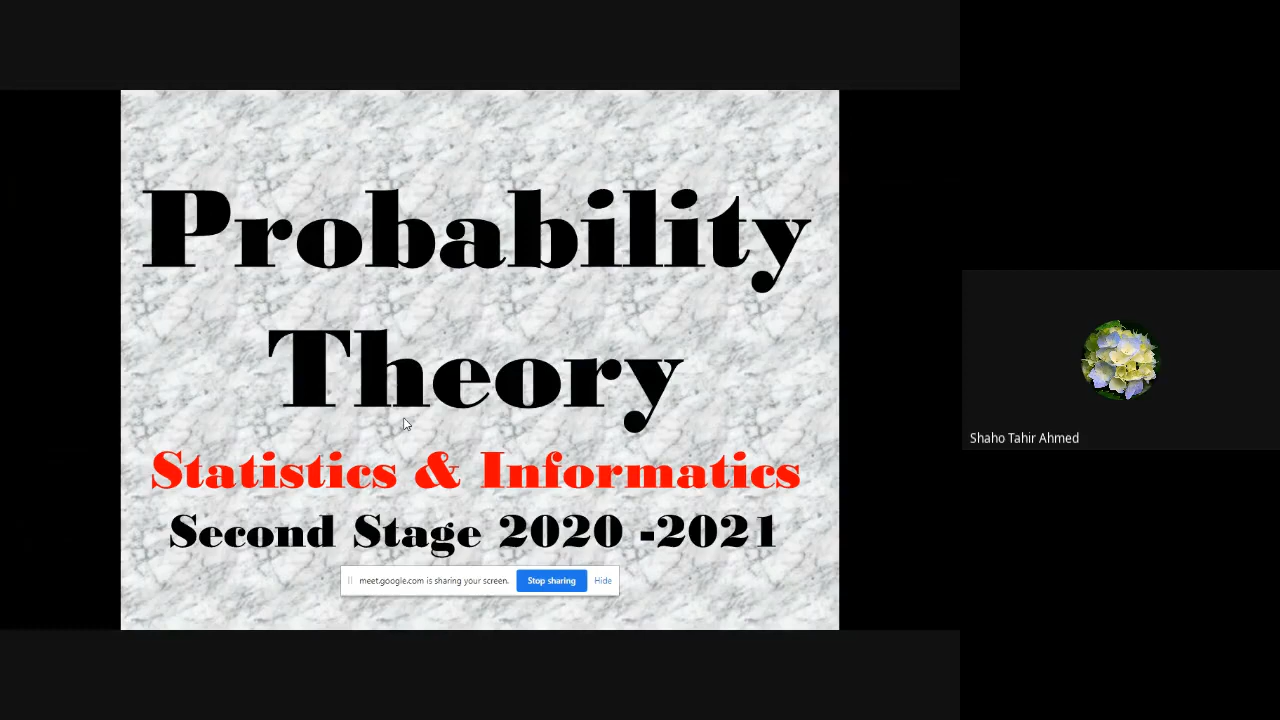 Probability
Theory
Statistics & Informatics
Second Stage 2020 -2021
meet.google.com is sharing your screen. Stop sharing Hide
Shaho Tahir Ahmed